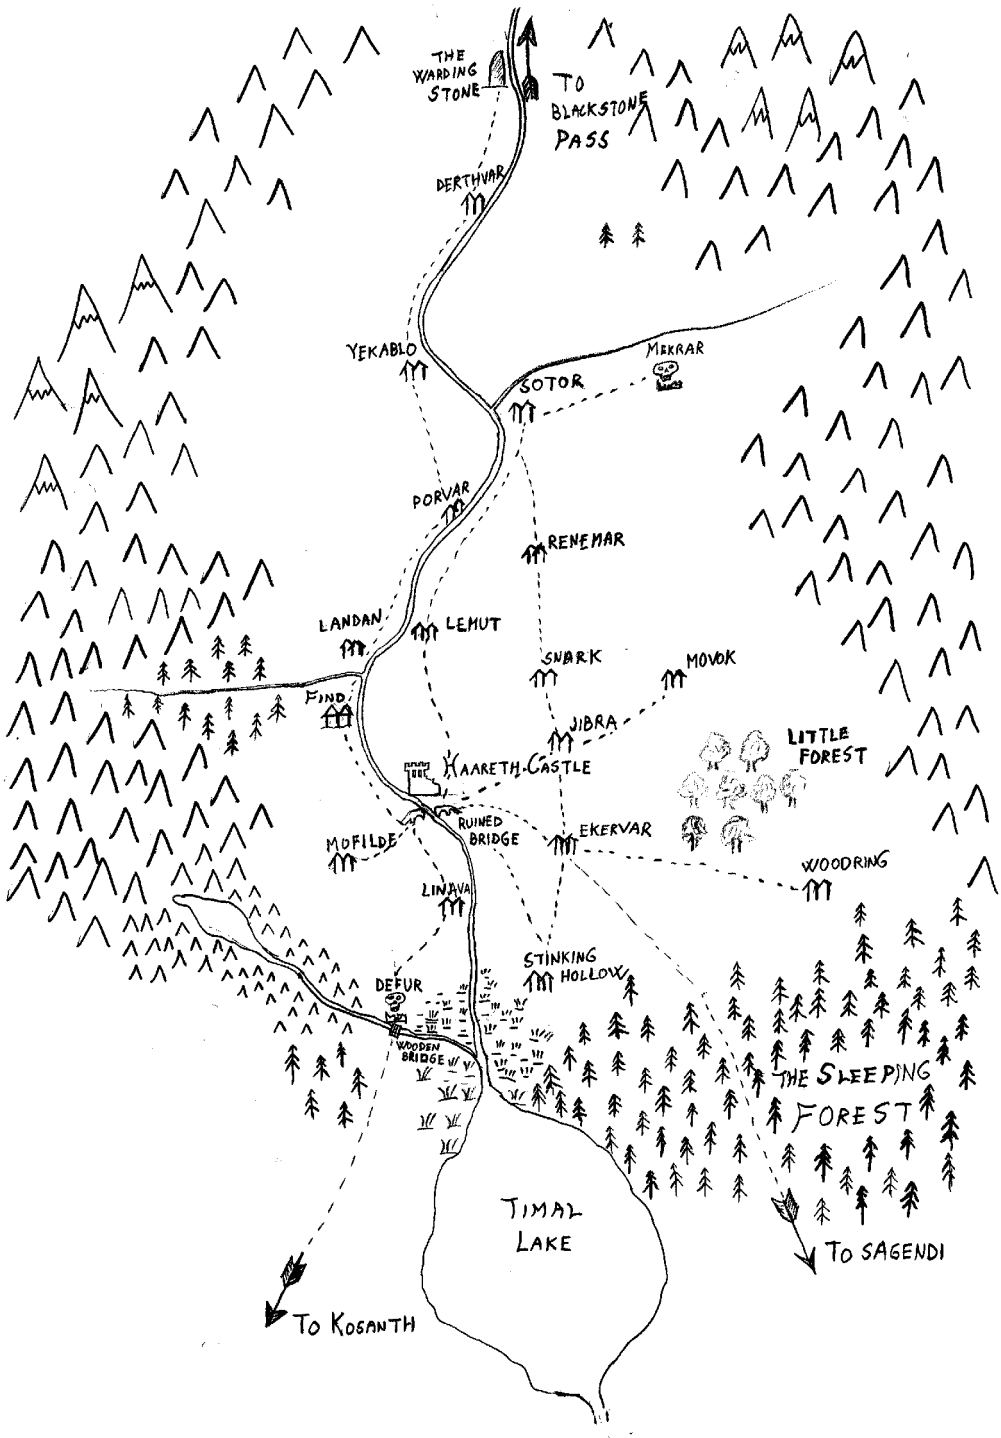 THE
WARDING
STONE
TO
BLACKSTONE
PASS
DERTHVAR
YEKABLO
MEKRAR
SOTOR
PORVAR
RENEMAR
LANDAN
LEMUT
SNARK
MOVOK
FIND
JIBRA
LITTLE
FOREST
HAARETH-CASTLE
RUINED
BRIDGE
EKERVAR
MOFILDE
WOODRING
LINAVA
STINKING
HOLLOW
DEFUR
WOODEN
BRIDGE
THE SLEEPING
FOREST
TIMAL
LAKE
TO SAGENDI
TO KOSANTH